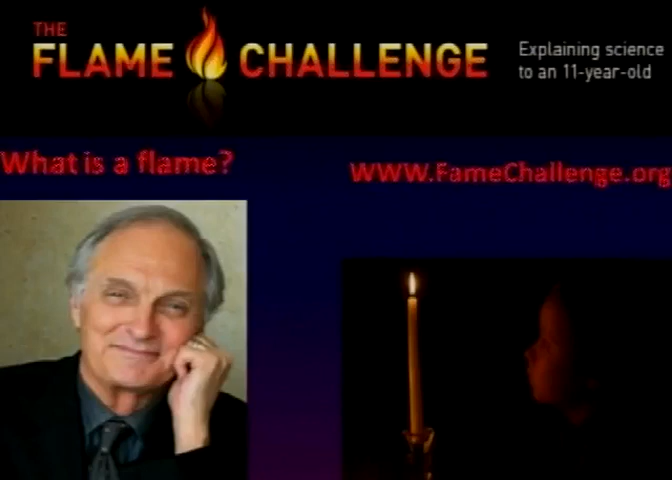 THE
FLAME CHALLENGE
Explaining science
to an 11-year-old
What is a flame?
WWW.FameChallenge.org